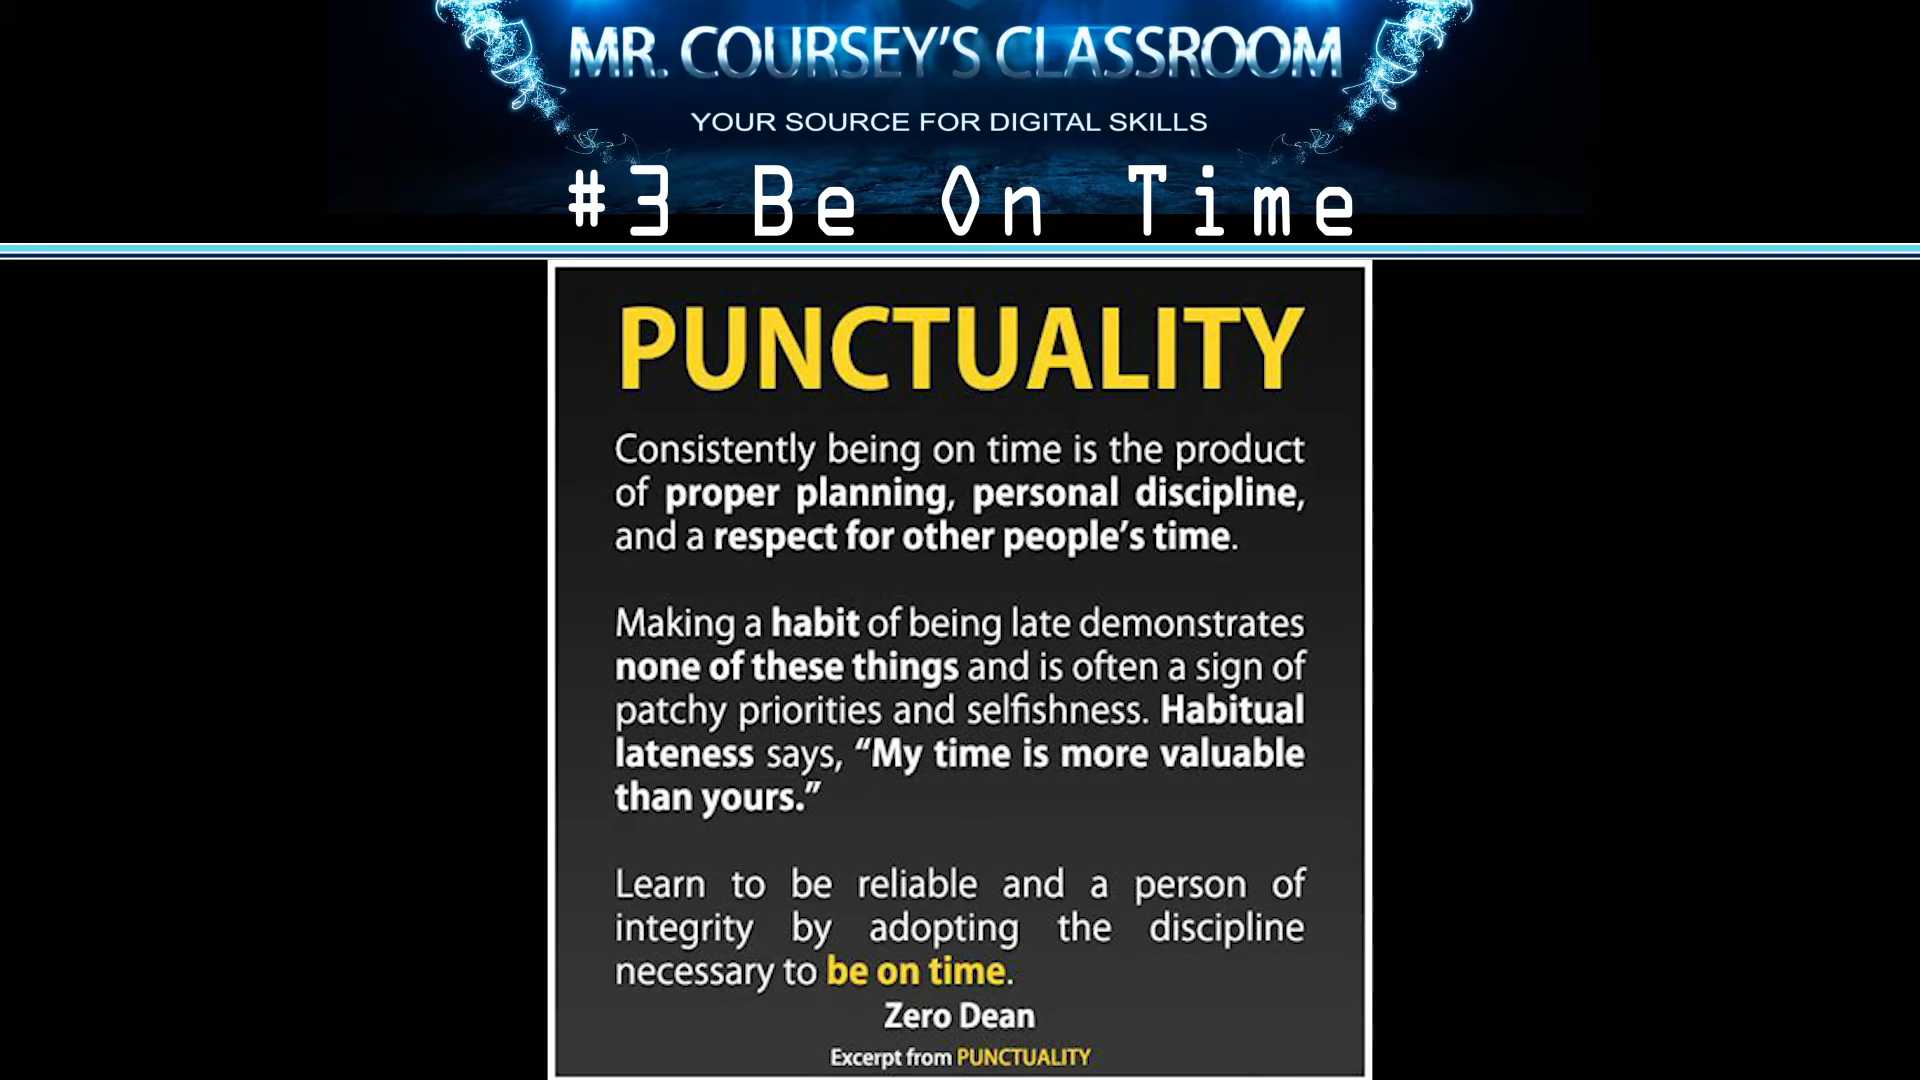 MR. COURSEY'S CLASSROOM
YOUR SOURCE FOR DIGITAL SKILLS
#3 Be On Time
PUNCTUALITY
Consistently being on time is the product
of proper planning, personal discipline,
and a respect for other people’s time.
Making a habit of being late demonstrates
none of these things and is often a sign of
patchy priorities and selfishness. Habitual
lateness says, “My time is more valuable
than yours.”
Learn to be reliable and a person of
integrity by adopting the discipline
necessary to be on time.
Zero Dean
Excerpt from PUNCTUALITY